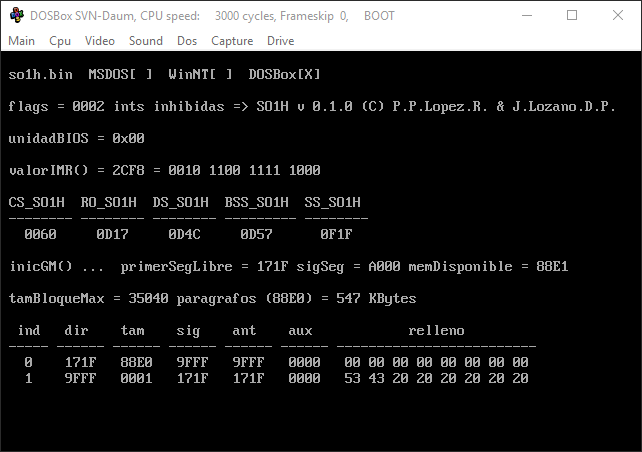 DOSBox SVN-Daum, CPU speed: 3000 cycles, Frameskip 0, BOOT
Main Cpu Video Sound Dos Capture Drive
so1h.bin MSDOS[ ] WinNT[ ] DOSBox[X]
flags = 0002 ints inhibidas => SO1H v 0.1.0 (C) P.P.Lopez.R. & J.Lozano.D.P.
unidadBIOS = 0x00
valorIMR() = 2CF8 = 0010 1100 1111 1000
CS_SO1H RO_SO1H DS_SO1H BSS_SO1H SS_SO1H
-------- -------- -------- -------- --------
0060 0D17 0D4C 0D57 0F1F
inicGM() ... primerSegLibre = 171F sigSeg = A000 memDisponible = 88E1
tamBloqueMax = 35040 paragrafos (88E0) = 547 KBytes
ind dir tam sig ant aux relleno
----- ------ ------ ------ ------ ------ -------------------------
0 171F 88E0 9FFF 9FFF 0000 00 00 00 00 00 00 00 00
1 9FFF 0001 171F 171F 0000 53 43 20 20 20 20 20 20